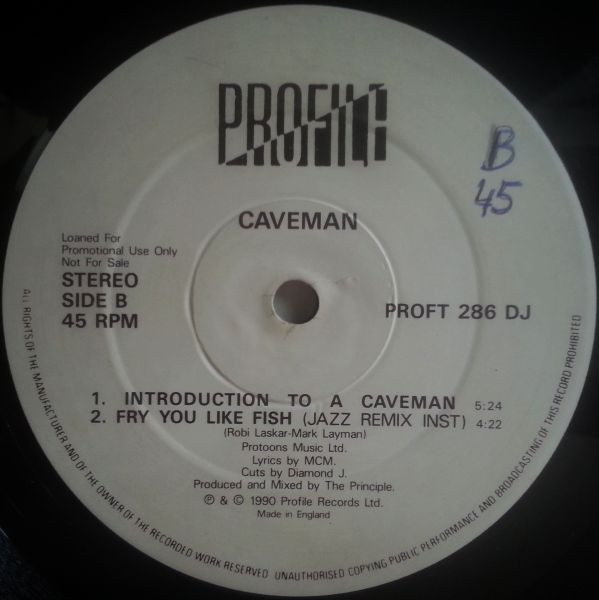 PROFILE
B
45
CAVEMAN
Loaned For
Promotional Use Only
Not For Sale
STEREO
SIDE B
45 RPM
PROFT 286 DJ
1. INTRODUCTION TO A CAVEMAN 5:24
2. FRY YOU LIKE FISH (JAZZ REMIX INST) 4:22
(Robi Laskar-Mark Layman)
Protoons Music Ltd.
Lyrics by MCM.
Cuts by Diamond J.
Produced and Mixed by The Principle.
℗ & © 1990 Profile Records Ltd.
Made in England
ALL RIGHTS OF THE MANUFACTURER AND OF THE OWNER OF THE RECORDED WORK RESERVED UNAUTHORISED COPYING PUBLIC PERFORMANCE AND BROADCASTING OF THIS RECORD PROHIBITED